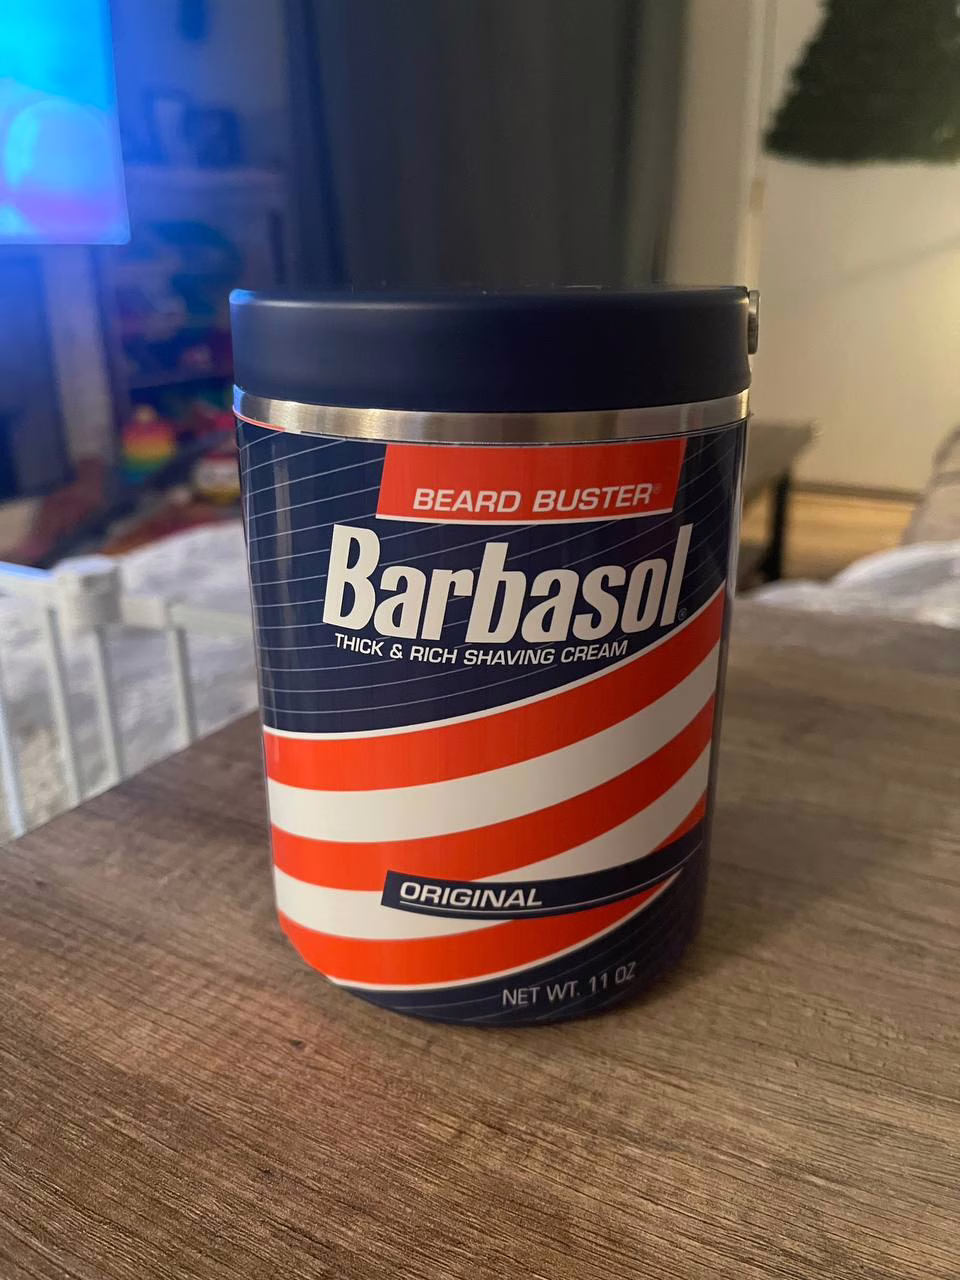 BEARD BUSTER®
Barbasol®
THICK & RICH SHAVING CREAM
ORIGINAL
NET WT. 11 OZ